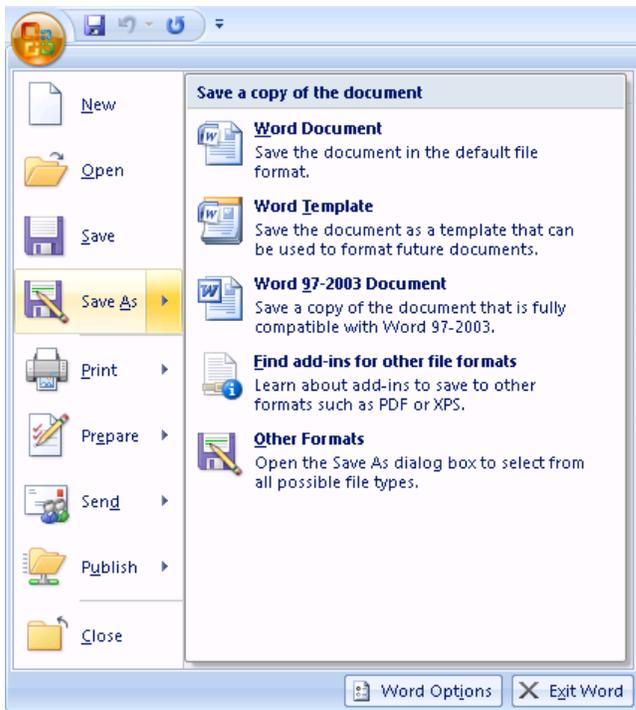 New
Open
Save
Save As
Print
Prepare
Send
Publish
Close
Save a copy of the document
Word Document
Save the document in the default file
format.
Word Template
Save the document as a template that can
be used to format future documents.
Word 97-2003 Document
Save a copy of the document that is fully
compatible with Word 97-2003.
Find add-ins for other file formats
Learn about add-ins to save to other
formats such as PDF or XPS.
Other Formats
Open the Save As dialog box to select from
all possible file types.
Word Options
Exit Word